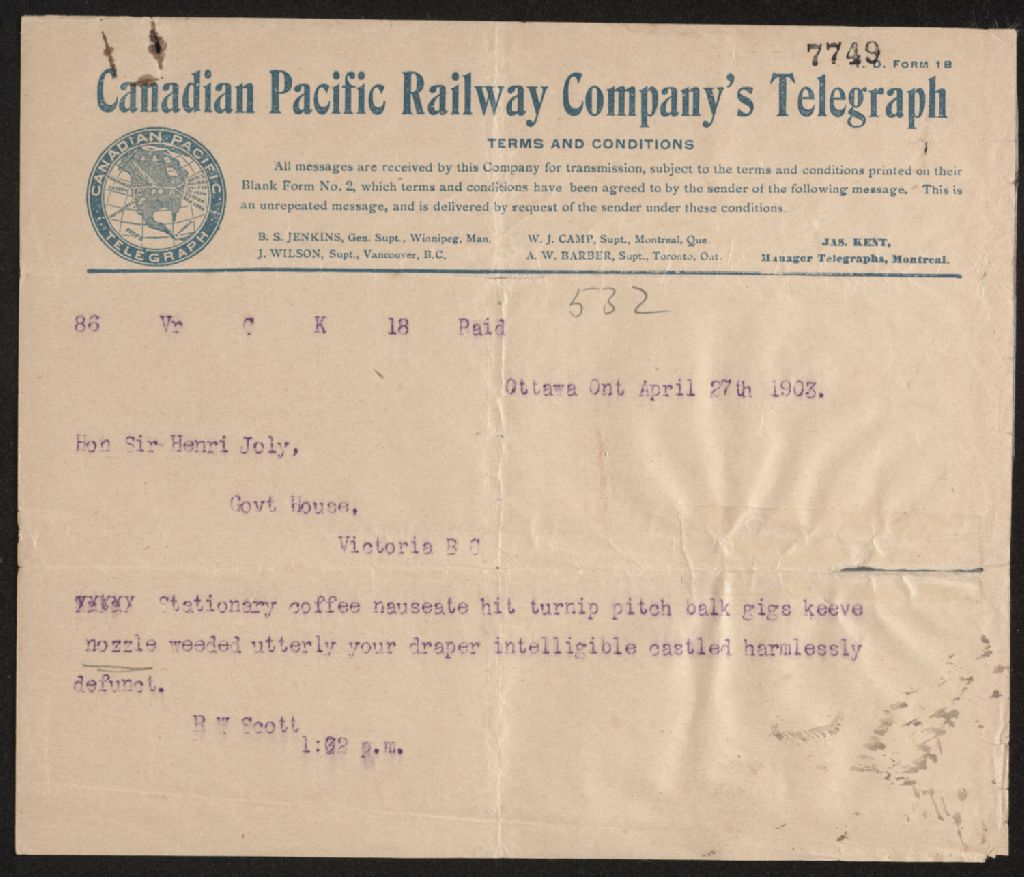 7749
T. D. FORM 1B
Canadian Pacific Railway Company's Telegraph
TERMS AND CONDITIONS
All messages are received by this Company for transmission, subject to the terms and conditions printed on their
Blank Form No. 2, which terms and conditions have been agreed to by the sender of the following message. This is
an unrepeated message, and is delivered by request of the sender under these conditions.
CANADIAN PACIFIC
TELEGRAPH
B. S. JENKINS, Gen. Supt., Winnipeg, Man.
W. J. CAMP, Supt., Montreal, Que.
JAS. KENT,
J. WILSON, Supt., Vancouver, B.C.
A. W. BARBER, Supt., Toronto, Ont.
Manager Telegraphs, Montreal.
532
86 Vr C K 18 Paid
Ottawa Ont April 27th 1903.
Hon Sir Henri Joly,
Govt House,
Victoria B C
Stationary coffee nauseate hit turnip pitch balk gigs keeve
nozzle weeded utterly your draper intelligible castled harmlessly
defunct.
R W Scott
p.m.